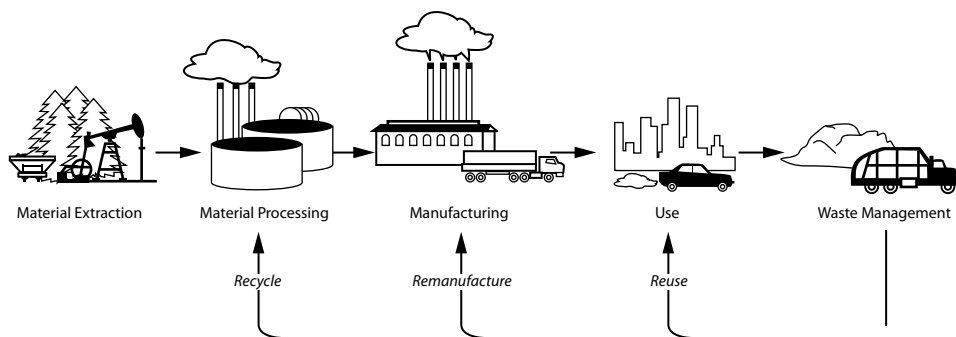 Material Extraction
Material Processing
Manufacturing
Use
Waste Management
Recycle
Remanufacture
Reuse